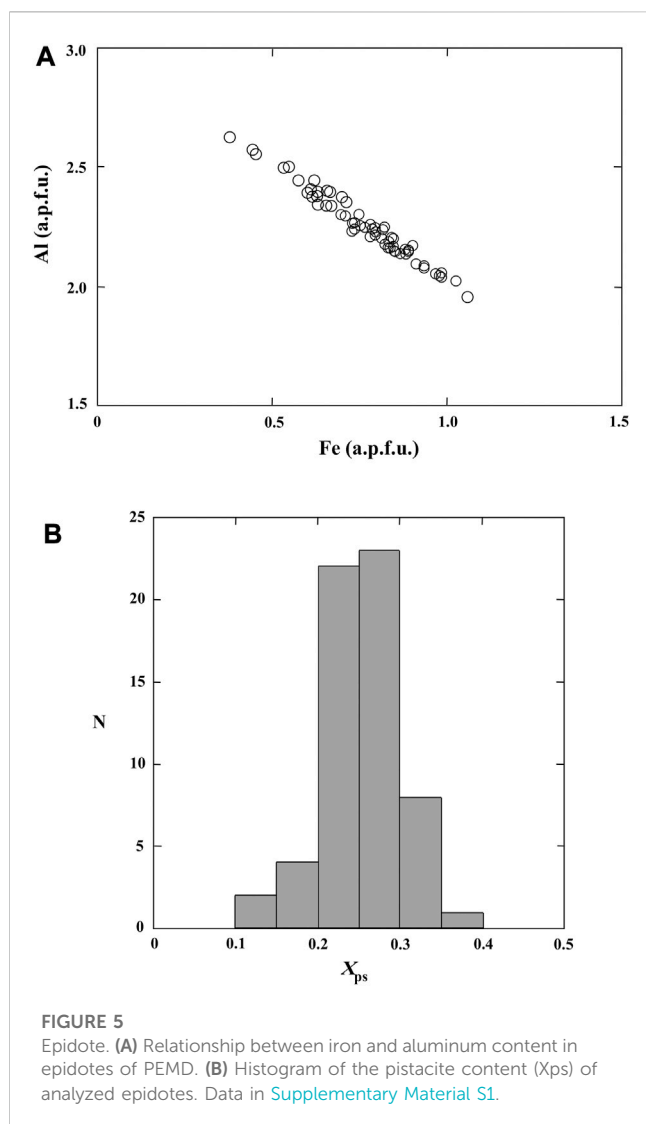 A
3.0
2.5
2.0
1.5
Al (a.p.f.u.)
0
0.5
1.0
1.5
Fe (a.p.f.u.)
B
25
20
15
10
5
0
N
0
0.1
0.2
0.3
0.4
0.5
Xps
FIGURE 5
Epidote. (A) Relationship between iron and aluminum content in
epidotes of PEMD. (B) Histogram of the pistacite content (Xps) of
analyzed epidotes. Data in Supplementary Material S1.